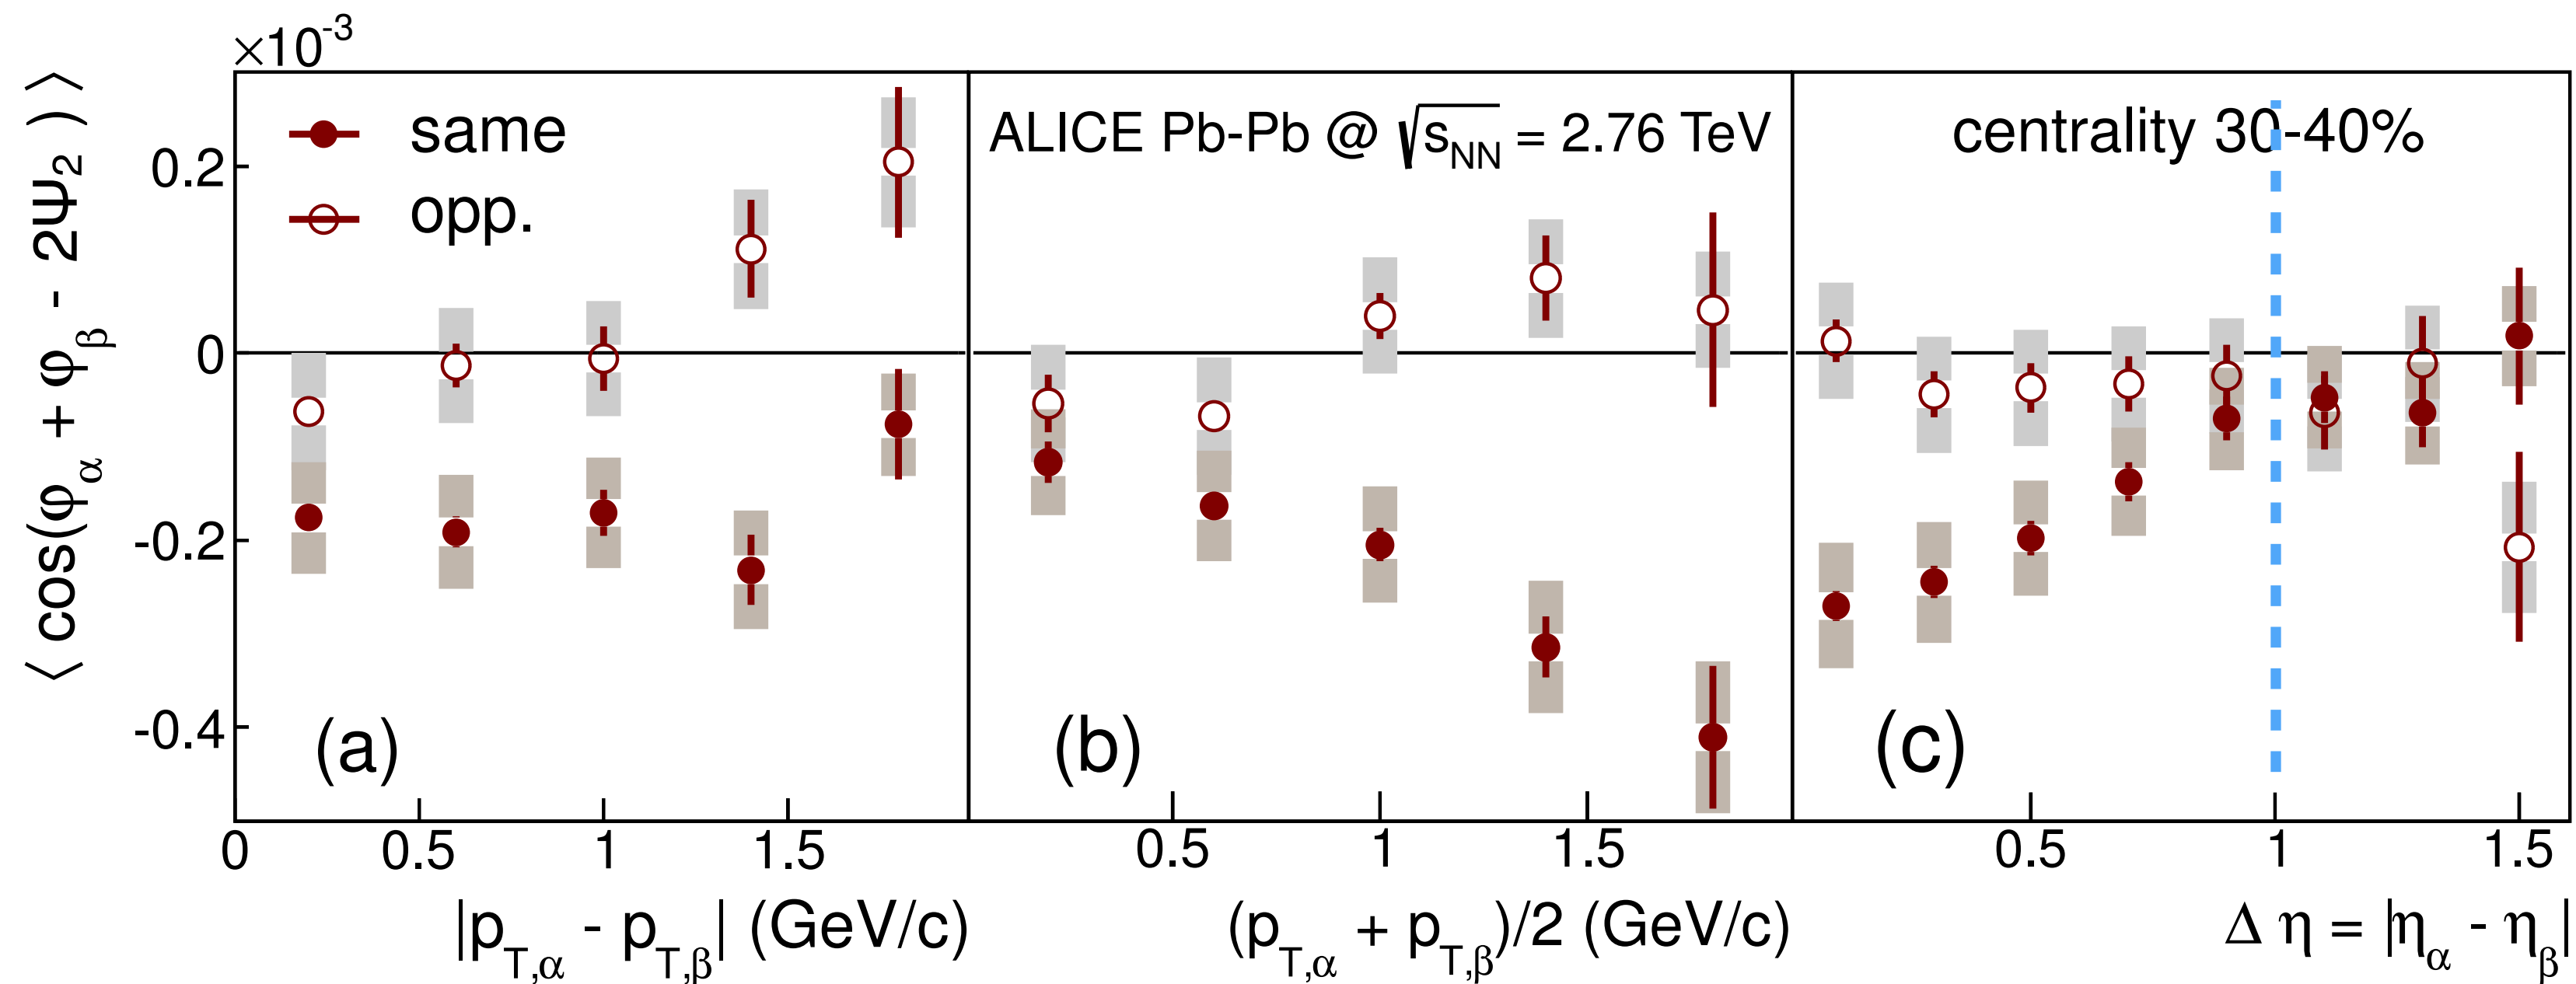 ×10⁻³
⟨ cos(φα + φβ - 2Ψ₂ ) ⟩
0.2
0
-0.2
-0.4
same
opp.
ALICE Pb-Pb @ √sNN = 2.76 TeV
centrality 30-40%
(a)
(b)
(c)
0 0.5 1 1.5
0.5 1 1.5
0.5 1 1.5
|pT,α - pT,β| (GeV/c)
(pT,α + pT,β)/2 (GeV/c)
Δ η = |ηα - ηβ|